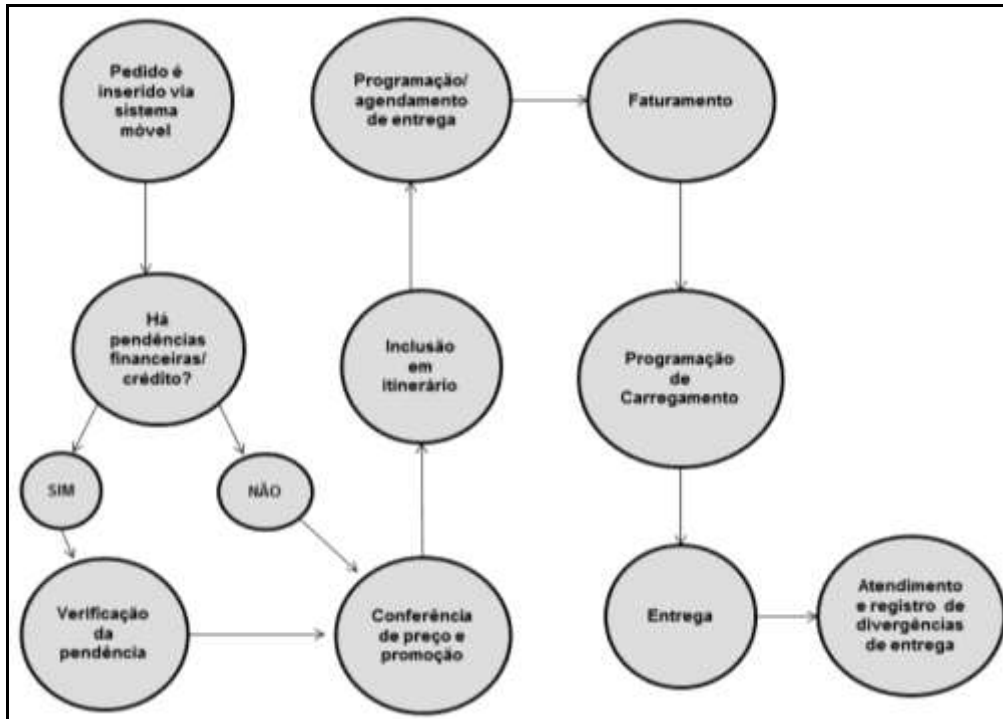 Pedido é
inserido via
sistema
móvel
Há
pendências
financeiras/
crédito?
SIM
NÃO
Verificação
da
pendência
Conferência
de preço e
promoção
Inclusão
em
itinerário
Programação/
agendamento
de entrega
Faturamento
Programação
de
Carregamento
Entrega
Atendimento
e registro de
divergências
de entrega